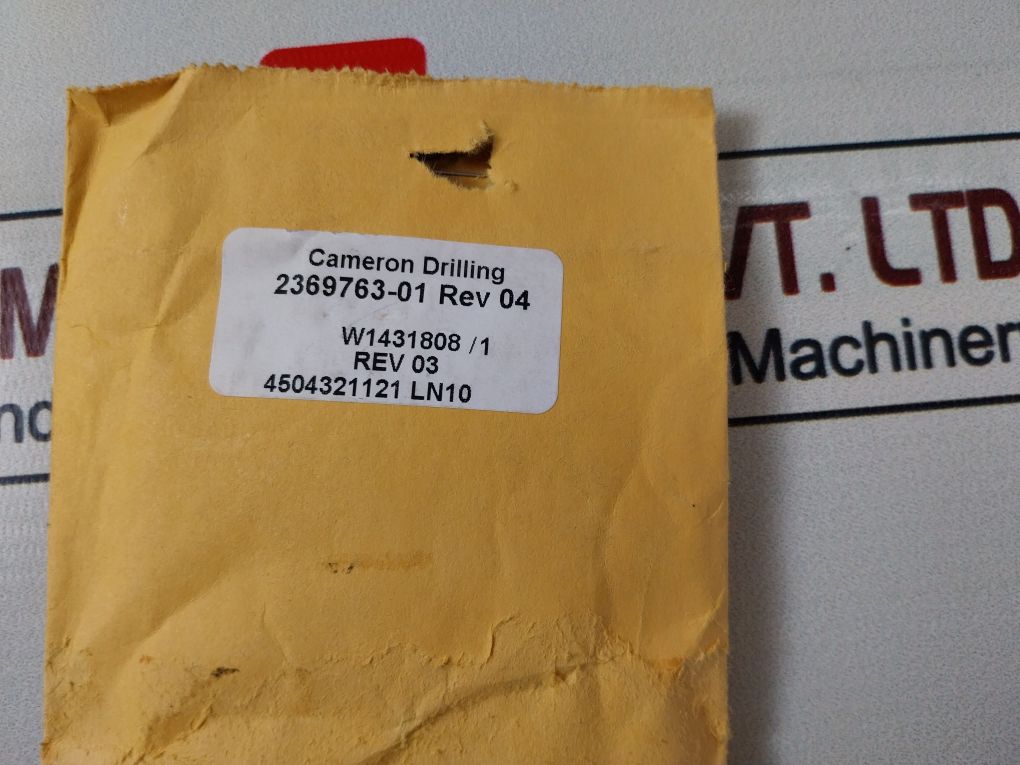 Cameron Drilling
2369763-01 Rev 04
W1431808 /1
REV 03
4504321121 LN10
VT. LTD
Machiner